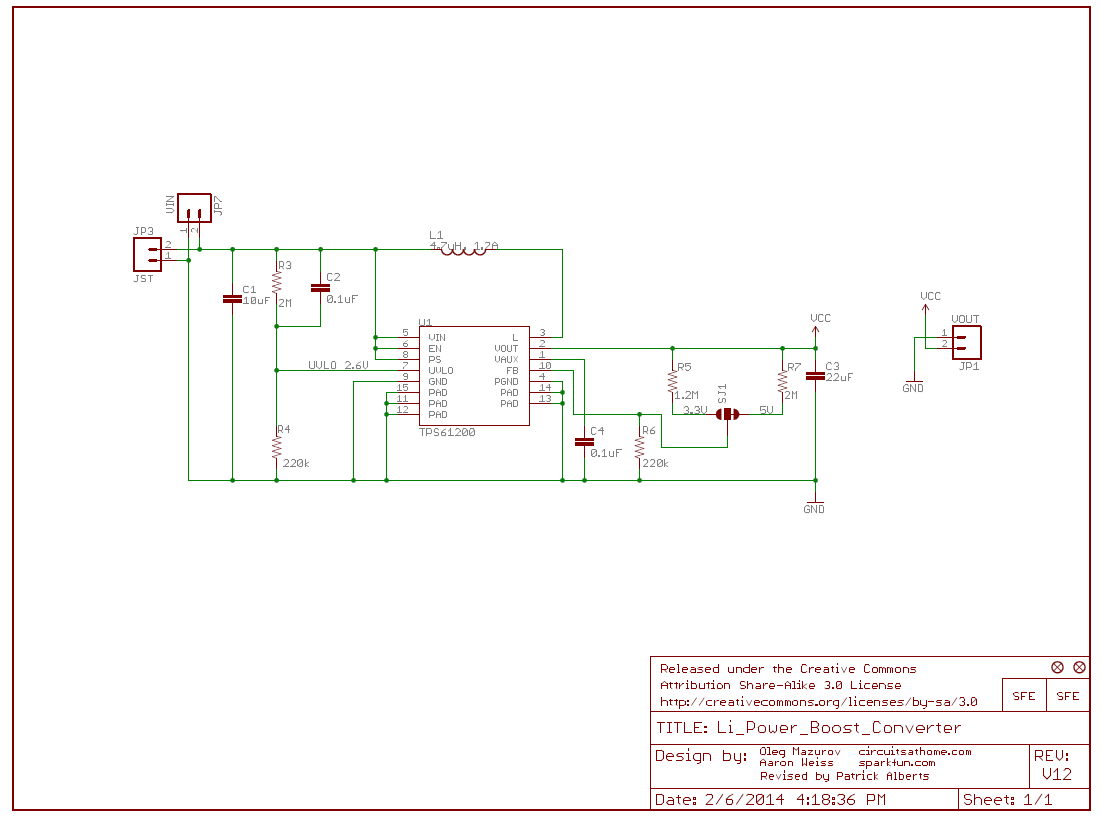 VIN
JP7
1
2
JP3
2
1
JST
C1
10uF
R3
2M
C2
0.1uF
L1
4.7uH, 1.2A
UVLO 2.6V
R4
220k
U1
5 VIN L 3
6 EN VOUT 2
8 PS VAUX 1
7 UVLO FB 10
9 GND PGND 4
15 PAD PAD 14
11 PAD PAD 13
12 PAD
TPS61200
C4
0.1uF
R5
1.2M
3.3V
SJ1
5V
R6
220k
R7
2M
VCC
C3
22uF
GND
VCC
VOUT
1
2
JP1
GND
Released under the Creative Commons
Attribution Share-Alike 3.0 License
http://creativecommons.org/licenses/by-sa/3.0
SFE
SFE
TITLE: Li_Power_Boost_Converter
Design by:
Oleg Mazurov circuitsathome.com
Aaron Weiss sparkfun.com
Revised by Patrick Alberts
REV:
V12
Date: 2/6/2014 4:18:36 PM
Sheet: 1/1